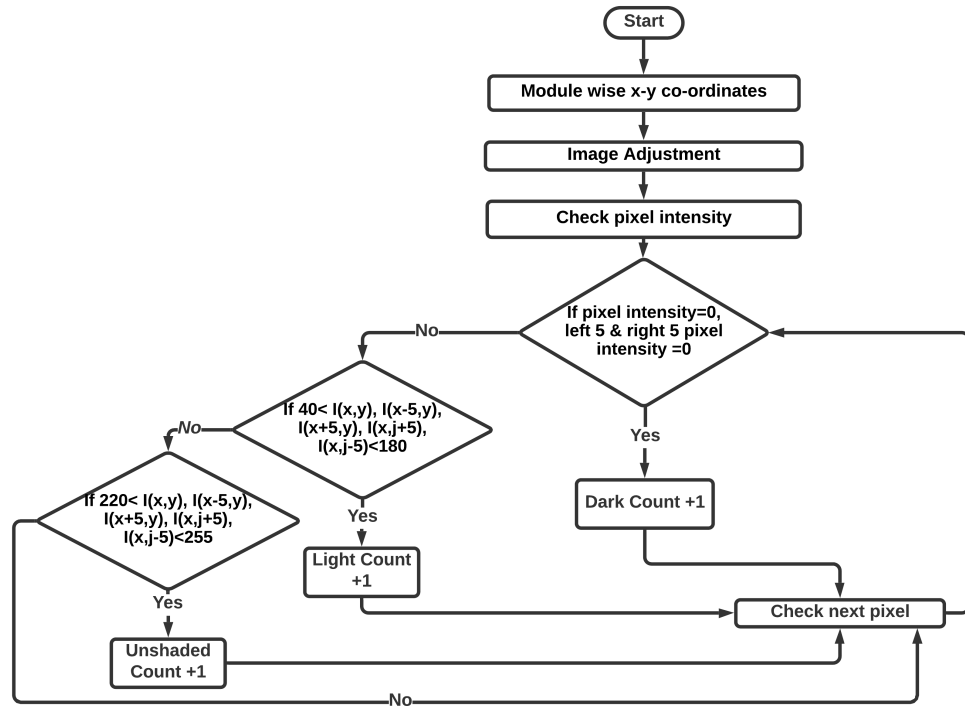 Start
Module wise x-y co-ordinates
Image Adjustment
Check pixel intensity
If pixel intensity=0,
left 5 & right 5 pixel
intensity =0
No
If 40< I(x,y), I(x-5,y),
I(x+5,y), I(x,j+5),
I(x,j-5)<180
No
Yes
If 220< I(x,y), I(x-5,y),
I(x+5,y), I(x,j+5),
I(x,j-5)<255
Dark Count +1
Yes
Light Count
+1
Yes
Check next pixel
Unshaded
Count +1
No